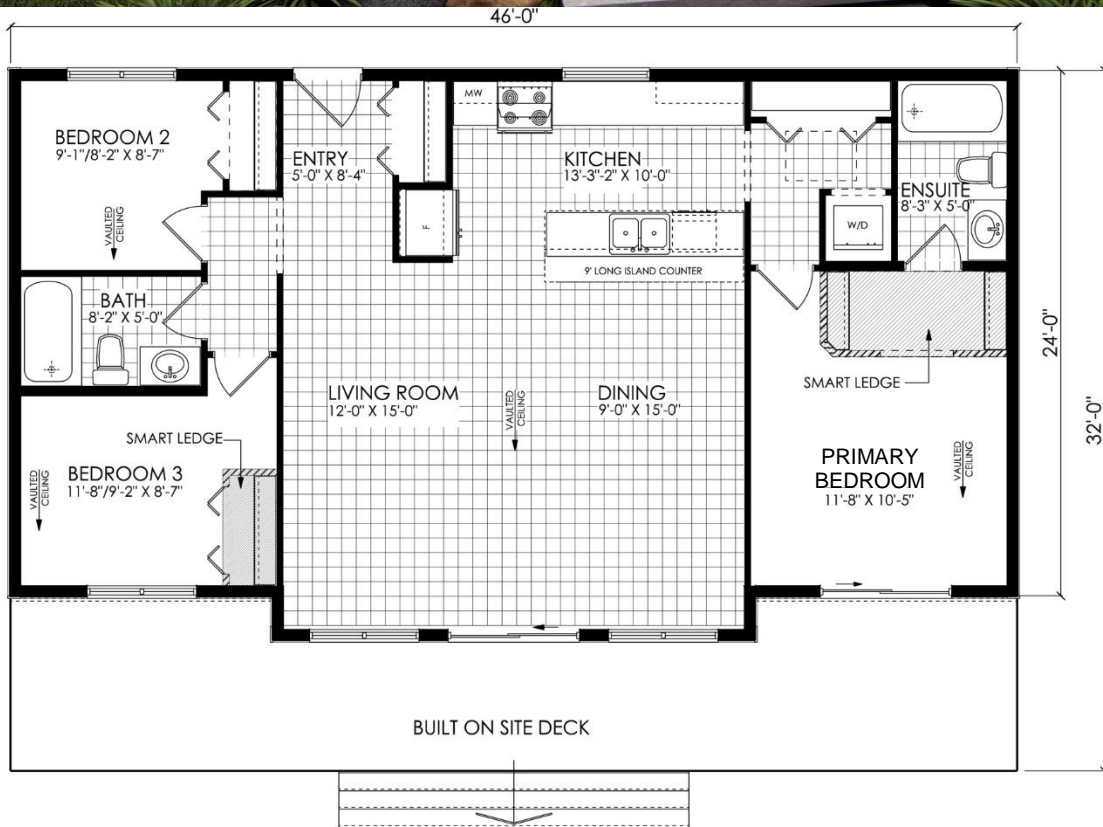 46'-0"
BEDROOM 2
9'-1"/8'-2" X 8'-7"
VAULTED
CEILING
ENTRY
5'-0" X 8'-4"
MW
KITCHEN
13'-3"-2" X 10'-0"
F
9' LONG ISLAND COUNTER
W/D
ENSUITE
8'-3" X 5'-0"
BATH
8'-2" X 5'-0"
LIVING ROOM
12'-0" X 15'-0"
VAULTED
CEILING
DINING
9'-0" X 15'-0"
SMART LEDGE
SMART LEDGE
BEDROOM 3
11'-8"/9'-2" X 8'-7"
VAULTED
CEILING
PRIMARY
BEDROOM
11'-8" X 10'-5"
VAULTED
CEILING
24'-0"
32'-0"
BUILT ON SITE DECK